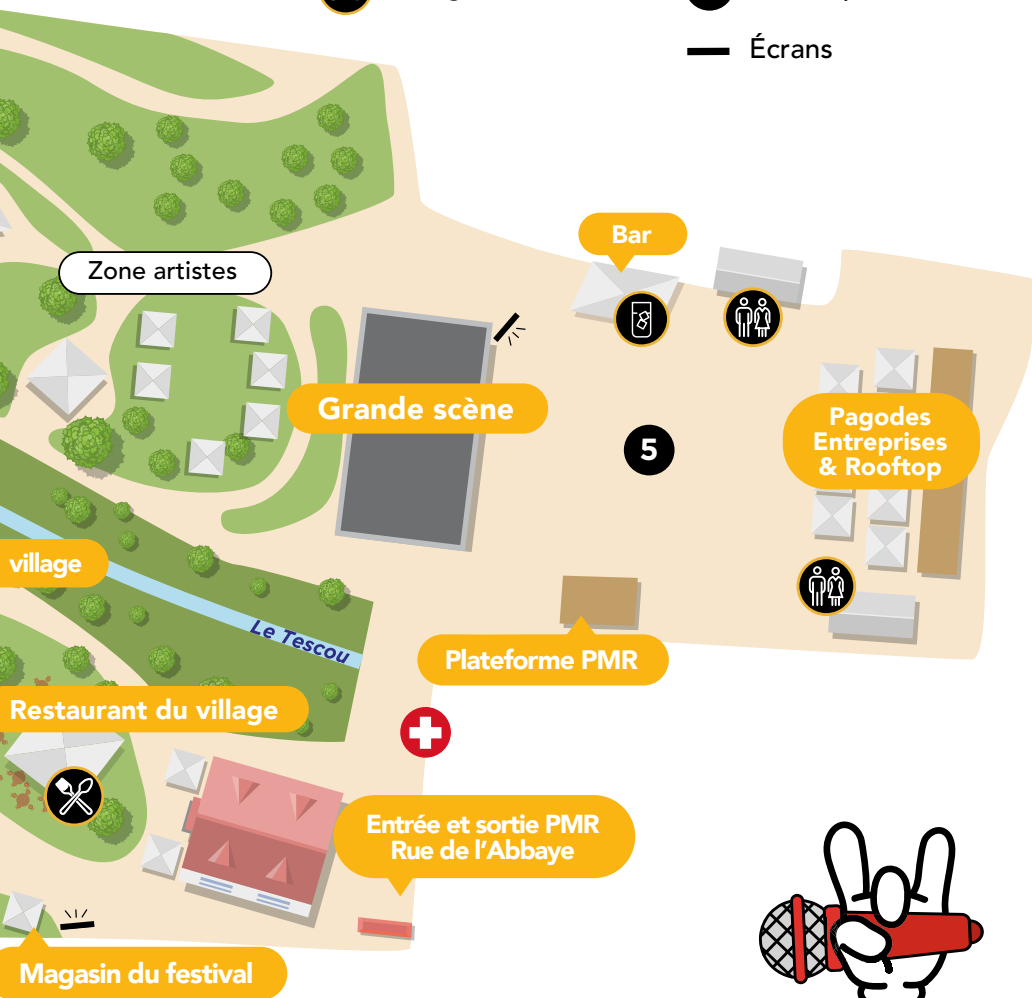 Écrans
Bar
Zone artistes
Grande scène
5
Pagodes
Entreprises
& Rooftop
village
Le Tescou
Plateforme PMR
Restaurant du village
Entrée et sortie PMR
Rue de l'Abbaye
Magasin du festival